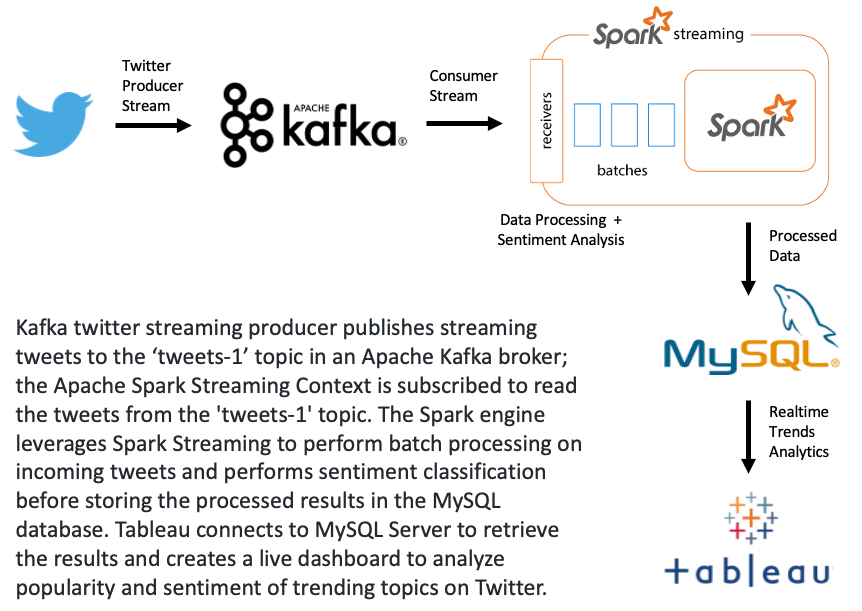 Spark streaming
Twitter
Producer
Stream
APACHE
kafka®
Consumer
Stream
receivers
batches
Spark
Data Processing +
Sentiment Analysis
Processed
Data
MySQL®
Realtime
Trends
Analytics
+ableau
Kafka twitter streaming producer publishes streaming
tweets to the ‘tweets-1’ topic in an Apache Kafka broker;
the Apache Spark Streaming Context is subscribed to read
the tweets from the 'tweets-1' topic. The Spark engine
leverages Spark Streaming to perform batch processing on
incoming tweets and performs sentiment classification
before storing the processed results in the MySQL
database. Tableau connects to MySQL Server to retrieve
the results and creates a live dashboard to analyze
popularity and sentiment of trending topics on Twitter.